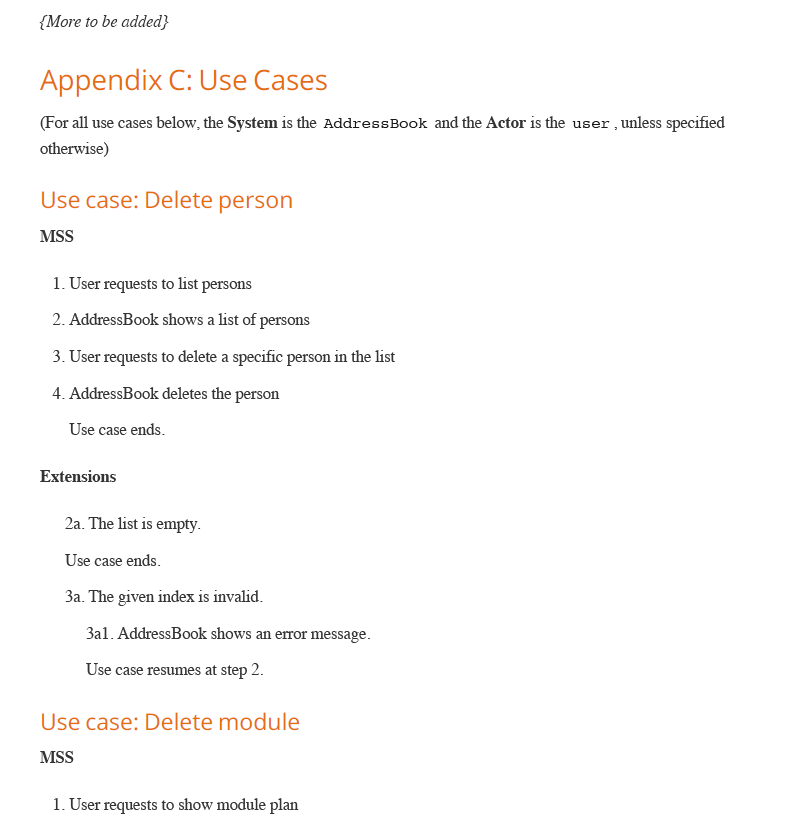 {More to be added}
Appendix C: Use Cases
(For all use cases below, the System is the AddressBook and the Actor is the user , unless specified
otherwise)
Use case: Delete person
MSS
1. User requests to list persons
2. AddressBook shows a list of persons
3. User requests to delete a specific person in the list
4. AddressBook deletes the person
Use case ends.
Extensions
2a. The list is empty.
Use case ends.
3a. The given index is invalid.
3a1. AddressBook shows an error message.
Use case resumes at step 2.
Use case: Delete module
MSS
1. User requests to show module plan